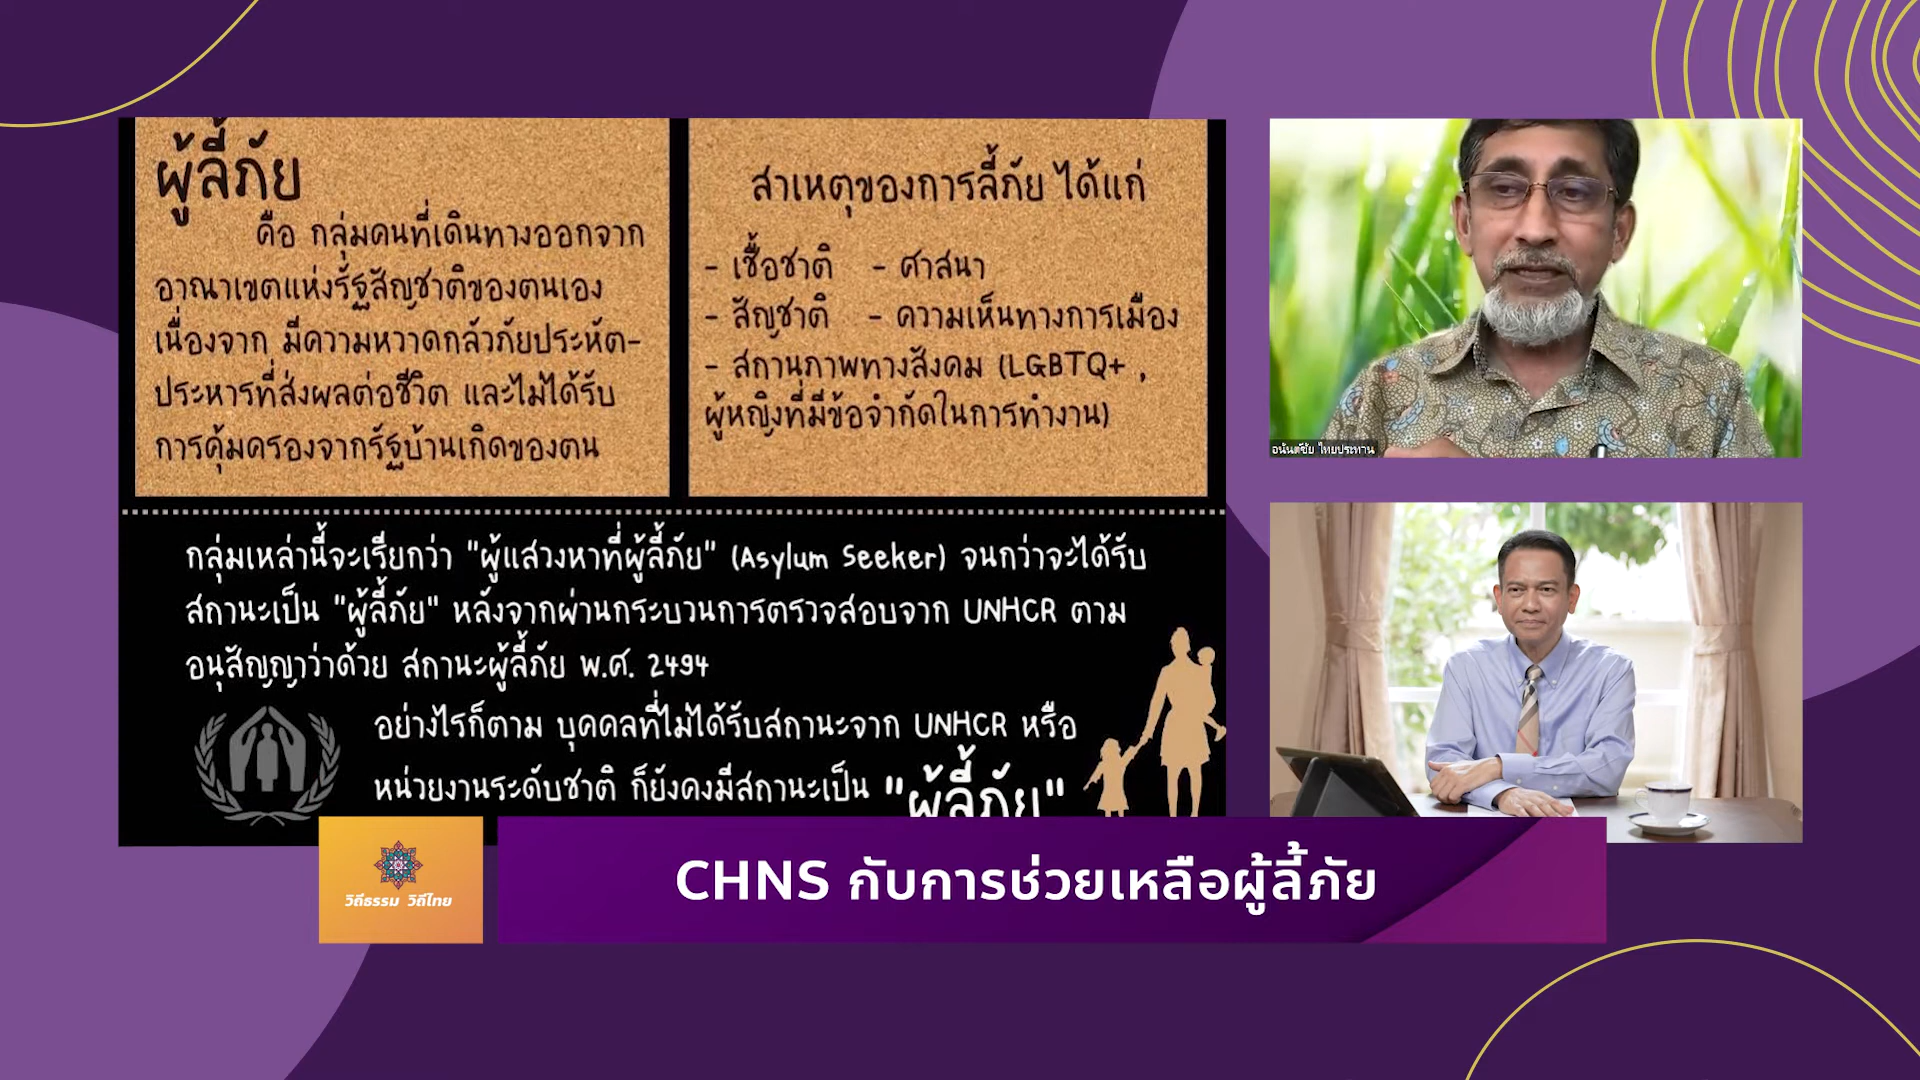 ผู้ลี้ภัย
คือ กลุ่มคนที่เดินทางออกจาก
อาณาเขตแห่งรัฐสัญชาติของตนเอง
เนื่องจาก มีความหวาดกลัวภัยประหัต-
ประหารที่ส่งผลต่อชีวิต และไม่ได้รับ
การคุ้มครองจากรัฐบ้านเกิดของตน
สาเหตุของการลี้ภัย ได้แก่
- เชื้อชาติ - ศาสนา
- สัญชาติ - ความเห็นทางการเมือง
- สถานภาพทางสังคม (LGBTQ+ ,
ผู้หญิงที่มีข้อจำกัดในการทำงาน)
กลุ่มเหล่านี้จะเรียกว่า "ผู้แสวงหาที่ผู้ลี้ภัย" (Asylum Seeker) จนกว่าจะได้รับ
สถานะเป็น "ผู้ลี้ภัย" หลังจากผ่านกระบวนการตรวจสอบจาก UNHCR ตาม
อนุสัญญาว่าด้วย สถานะผู้ลี้ภัย พ.ศ. 2494
อย่างไรก็ตาม บุคคลที่ไม่ได้รับสถานะจาก UNHCR หรือ
หน่วยงานระดับชาติ ก็ยังคงมีสถานะเป็น "ผู้ลี้ภัย"
อนันต์ชัย ไทยประทาน
วิถีธรรม วิถีไทย
CHNS กับการช่วยเหลือผู้ลี้ภัย